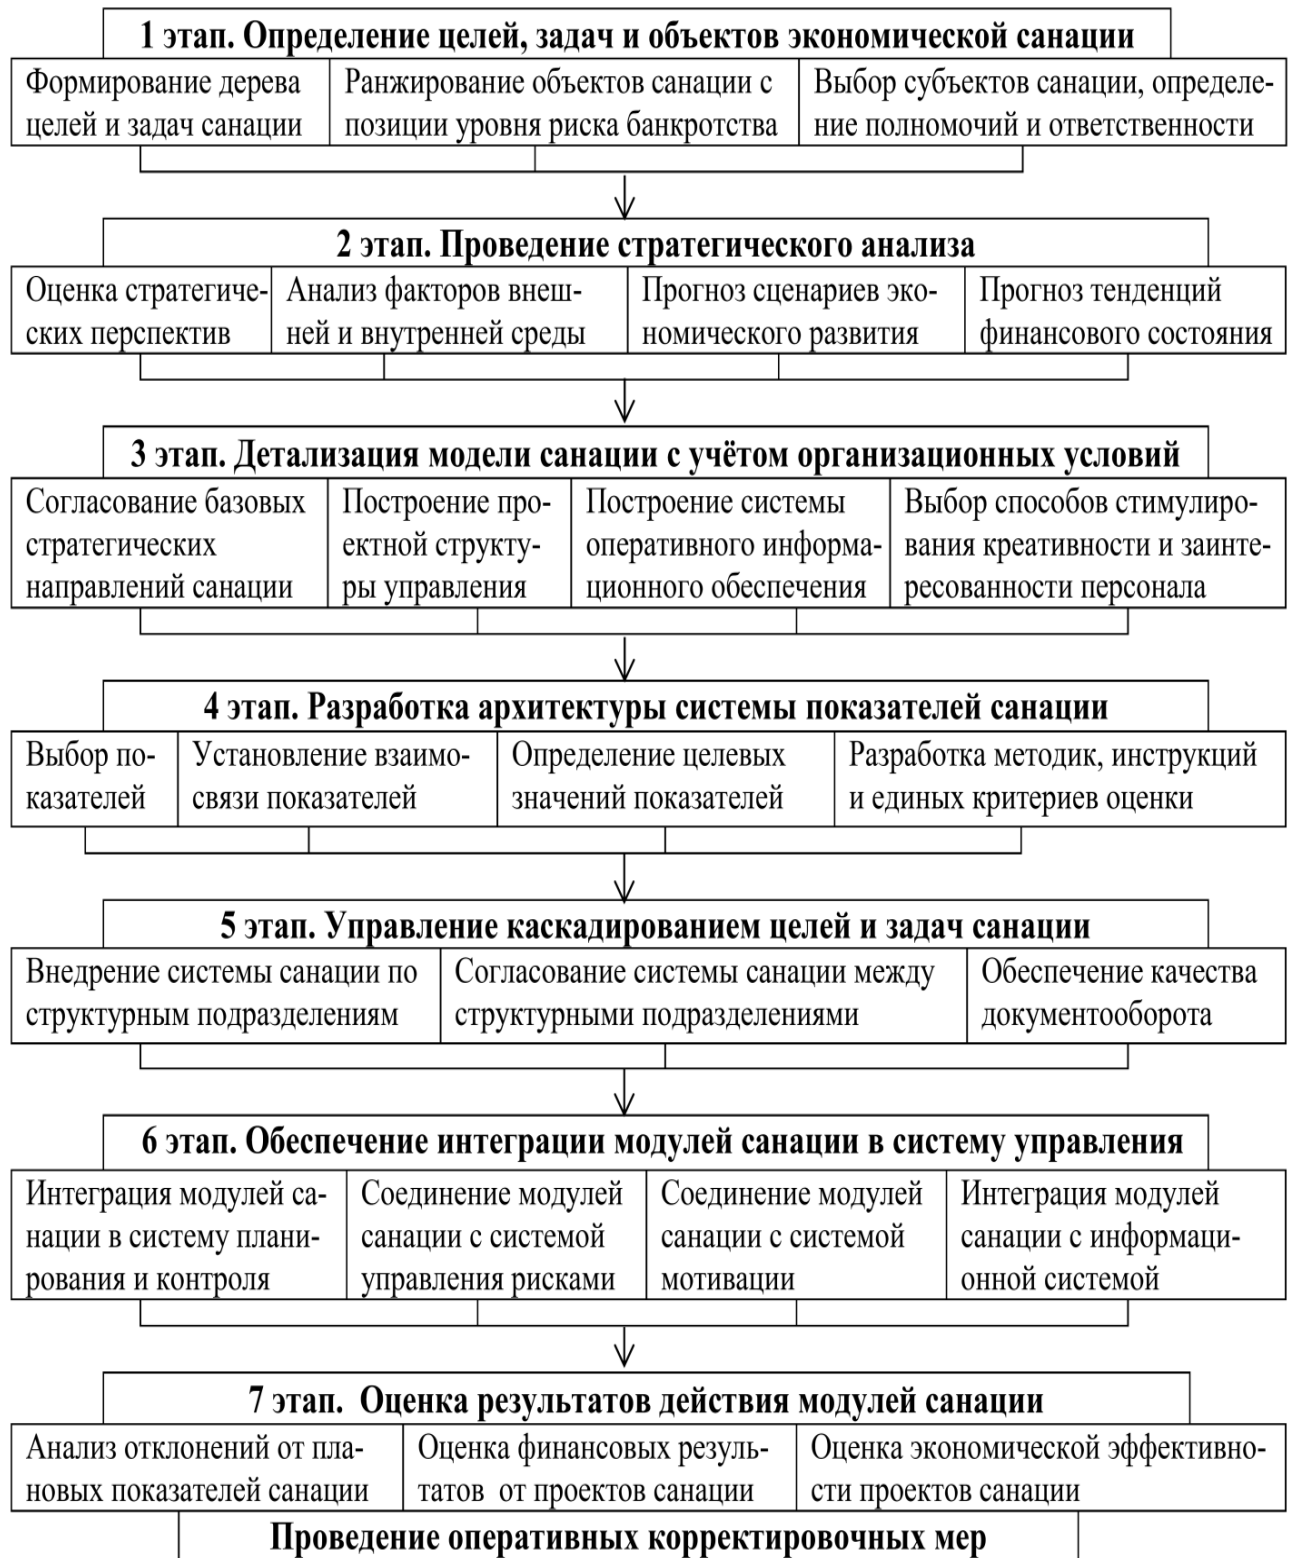 1 этап. Определение целей, задач и объектов экономической санации
Формирование дерева
целей и задач санации
Ранжирование объектов санации с
позиции уровня риска банкротства
Выбор субъектов санации, определе-
ние полномочий и ответственности
2 этап. Проведение стратегического анализа
Оценка стратегиче-
ских перспектив
Анализ факторов внеш-
ней и внутренней среды
Прогноз сценариев эко-
номического развития
Прогноз тенденций
финансового состояния
3 этап. Детализация модели санации с учётом организационных условий
Согласование базовых
стратегических
направлений санации
Построение про-
ектной структу-
ры управления
Построение системы
оперативного информа-
ционного обеспечения
Выбор способов стимулиро-
вания креативности и заинте-
ресованности персонала
4 этап. Разработка архитектуры системы показателей санации
Выбор по-
казателей
Установление взаимо-
связи показателей
Определение целевых
значений показателей
Разработка методик, инструкций
и единых критериев оценки
5 этап. Управление каскадированием целей и задач санации
Внедрение системы санации по
структурным подразделениям
Согласование системы санации между
структурными подразделениями
Обеспечение качества
документооборота
6 этап. Обеспечение интеграции модулей санации в систему управления
Интеграция модулей са-
нации в систему плани-
рования и контроля
Соединение модулей
санации с системой
управления рисками
Соединение модулей
санации с системой
мотивации
Интеграция модулей
санации с информаци-
онной системой
7 этап. Оценка результатов действия модулей санации
Анализ отклонений от пла-
новых показателей санации
Оценка финансовых резуль-
татов от проектов санации
Оценка экономической эффективно-
сти проектов санации
Проведение оперативных корректировочных мер